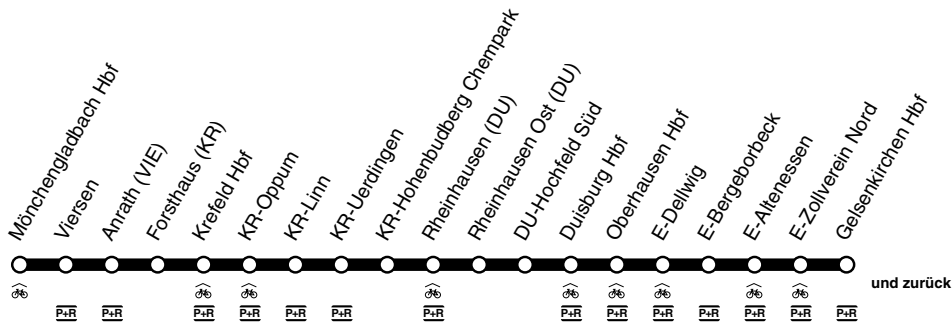 Mönchengladbach Hbf
Viersen
Anrath (VIE)
Forsthaus (KR)
Krefeld Hbf
KR-Oppum
KR-Linn
KR-Uerdingen
KR-Hohenbudberg Chempark
Rheinhausen (DU)
Rheinhausen Ost (DU)
DU-Hochfeld Süd
Duisburg Hbf
Oberhausen Hbf
E-Dellwig
E-Bergeborbeck
E-Altenessen
E-Zollverein Nord
Gelsenkirchen Hbf
und zurück
P+R P+R P+R P+R P+R P+R P+R P+R P+R P+R P+R P+R P+R P+R